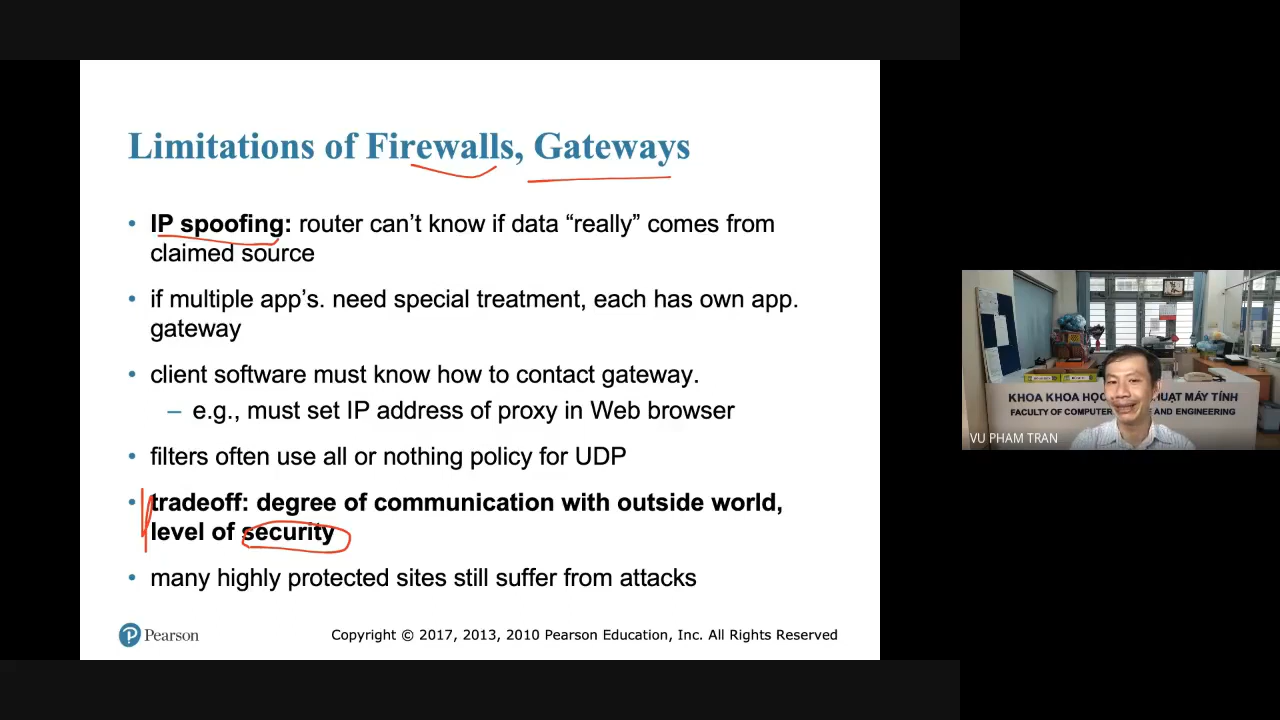 Limitations of Firewalls, Gateways
• IP spoofing: router can’t know if data “really” comes from
claimed source
• if multiple app’s. need special treatment, each has own app.
gateway
• client software must know how to contact gateway.
– e.g., must set IP address of proxy in Web browser
• filters often use all or nothing policy for UDP
• tradeoff: degree of communication with outside world,
level of security
• many highly protected sites still suffer from attacks
Pearson
Copyright © 2017, 2013, 2010 Pearson Education, Inc. All Rights Reserved
KHOA KHOA HỌC UẬT MÁY TÍNH
FACULTY OF COMPUTER E AND ENGINEERING
VU PHAM TRAN